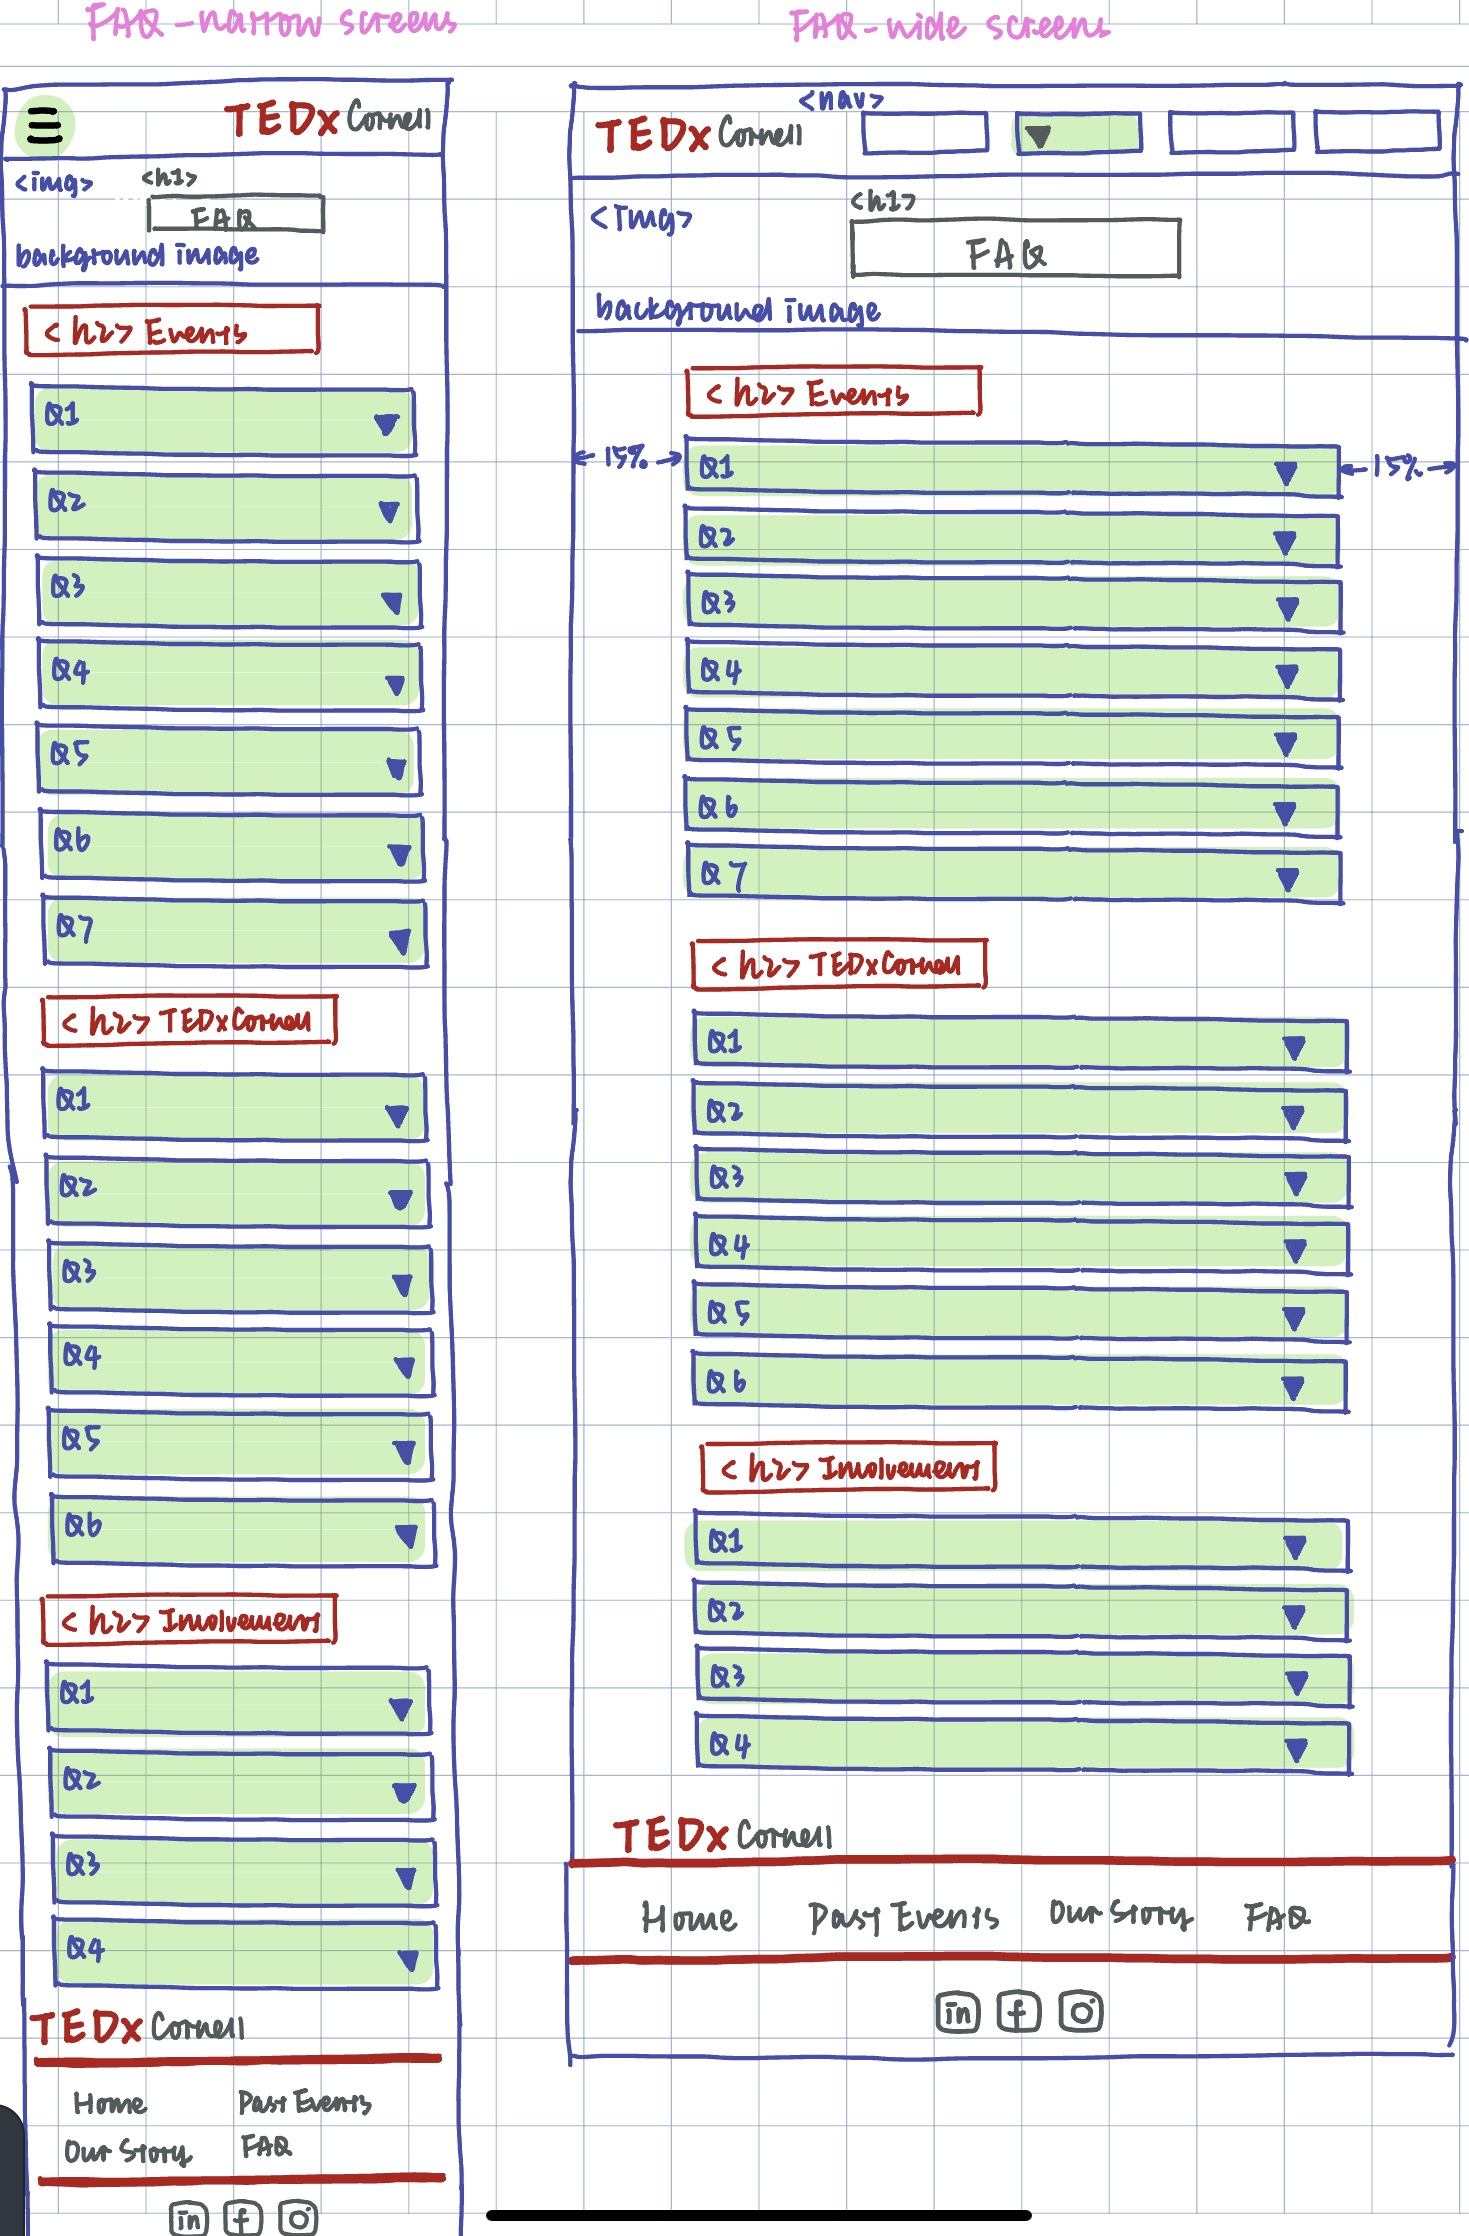 FAQ - narrow screens
TEDx Cornell
<img>
<h1>
FAQ
background image
<h2> Events
Q1
Q2
Q3
Q4
Q5
Q6
Q7
<h2> TEDxCornell
Q1
Q2
Q3
Q4
Q5
Q6
<h2> Involvement
Q1
Q2
Q3
Q4
TEDx Cornell
Home Past Events
Our Story FAQ
in f
FAQ - wide screens
<nav>
TEDx Cornell
<h1>
<Img>
FAQ
background image
<h2> Events
15% Q1 15%
Q2
Q3
Q4
Q5
Q6
Q7
<h2> TEDxCornell
Q1
Q2
Q3
Q4
Q5
Q6
<h2> Involvement
Q1
Q2
Q3
Q4
TEDx Cornell
Home Past Events Our Story FAQ
in f